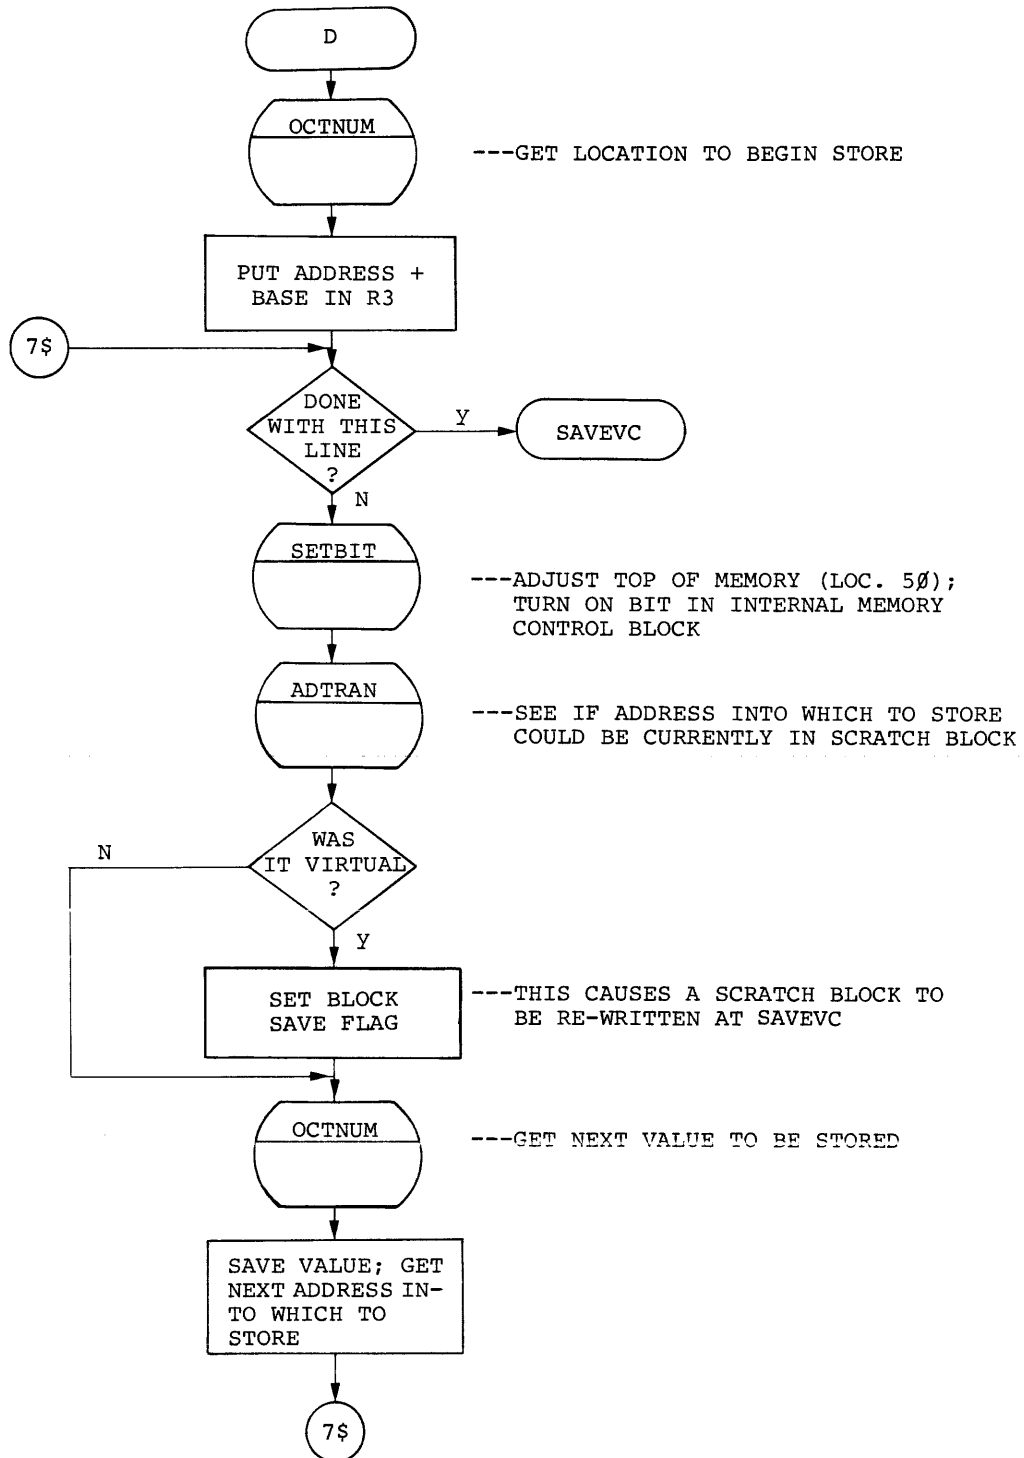 D
OCTNUM
---GET LOCATION TO BEGIN STORE
PUT ADDRESS +
BASE IN R3
7$
DONE
WITH THIS
LINE
?
Y
SAVEVC
N
SETBIT
---ADJUST TOP OF MEMORY (LOC. 5Ø);
TURN ON BIT IN INTERNAL MEMORY
CONTROL BLOCK
ADTRAN
---SEE IF ADDRESS INTO WHICH TO STORE
COULD BE CURRENTLY IN SCRATCH BLOCK
WAS
IT VIRTUAL
?
N
Y
SET BLOCK
SAVE FLAG
---THIS CAUSES A SCRATCH BLOCK TO
BE RE-WRITTEN AT SAVEVC
OCTNUM
---GET NEXT VALUE TO BE STORED
SAVE VALUE; GET
NEXT ADDRESS IN-
TO WHICH TO
STORE
7$